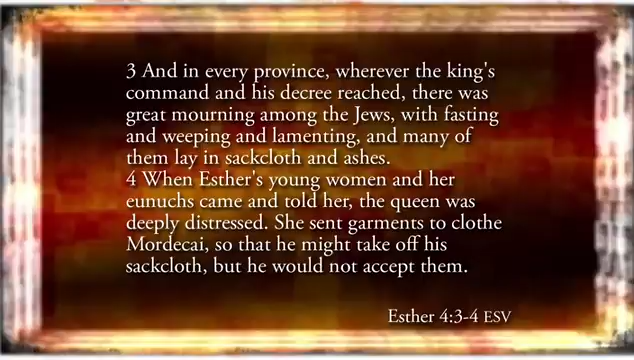 3 And in every province, wherever the king's
command and his decree reached, there was
great mourning among the Jews, with fasting
and weeping and lamenting, and many of
them lay in sackcloth and ashes.
4 When Esther's young women and her
eunuchs came and told her, the queen was
deeply distressed. She sent garments to clothe
Mordecai, so that he might take off his
sackcloth, but he would not accept them.
Esther 4:3-4 ESV